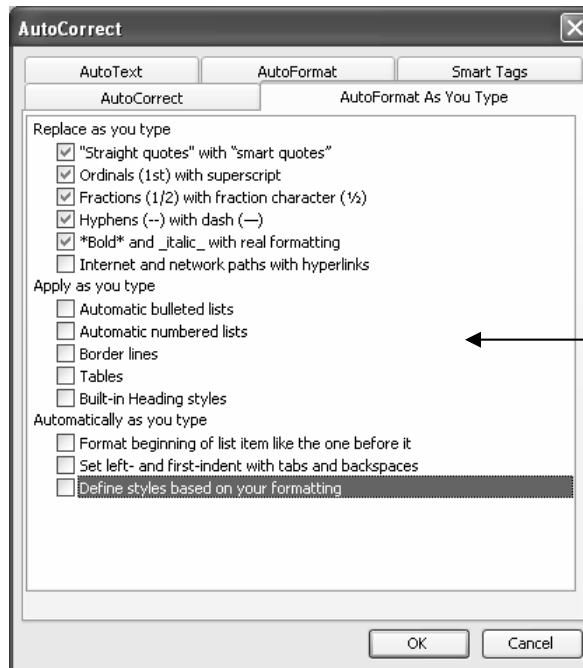 AutoCorrect
AutoText AutoFormat Smart Tags
AutoCorrect AutoFormat As You Type
Replace as you type
"Straight quotes" with “smart quotes”
Ordinals (1st) with superscript
Fractions (1/2) with fraction character (½)
Hyphens (--) with dash (—)
*Bold* and _italic_ with real formatting
Internet and network paths with hyperlinks
Apply as you type
Automatic bulleted lists
Automatic numbered lists
Border lines
Tables
Built-in Heading styles
Automatically as you type
Format beginning of list item like the one before it
Set left- and first-indent with tabs and backspaces
Define styles based on your formatting
OK Cancel